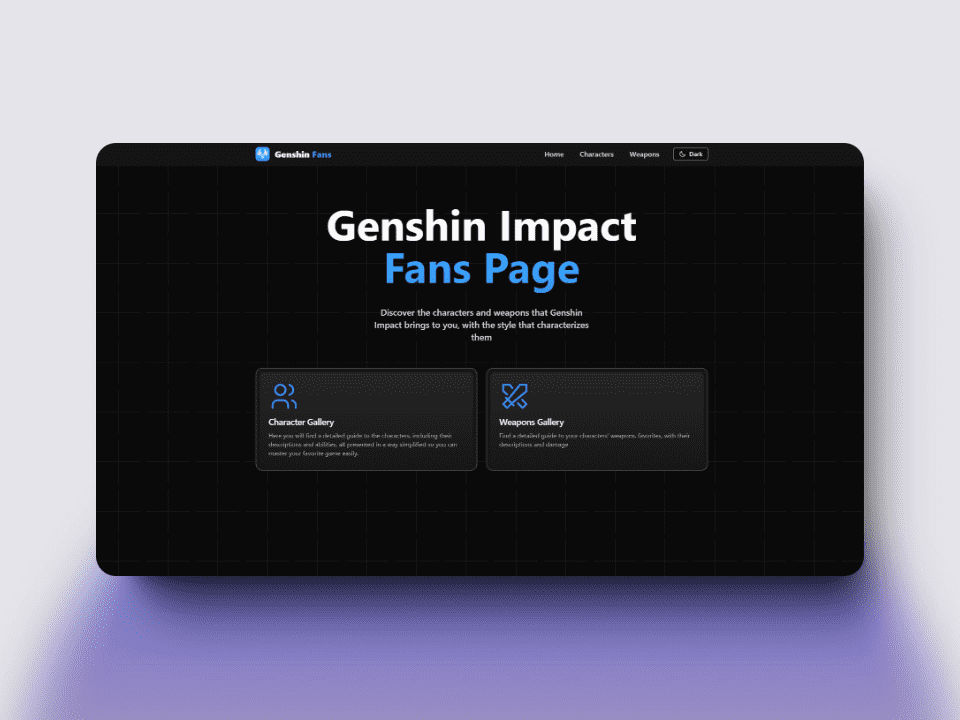 Genshin Fans
Home Characters Weapons Dark
Genshin Impact
Fans Page
Discover the characters and weapons that Genshin
Impact brings to you, with the style that characterizes
them
Character Gallery
Here you will find a detailed guide to the characters, including their
descriptions and abilities, all presented in a way simplified so you can
master your favorite game easily.
Weapons Gallery
Find a detailed guide to your characters' weapons, favorites, with their
descriptions and damage